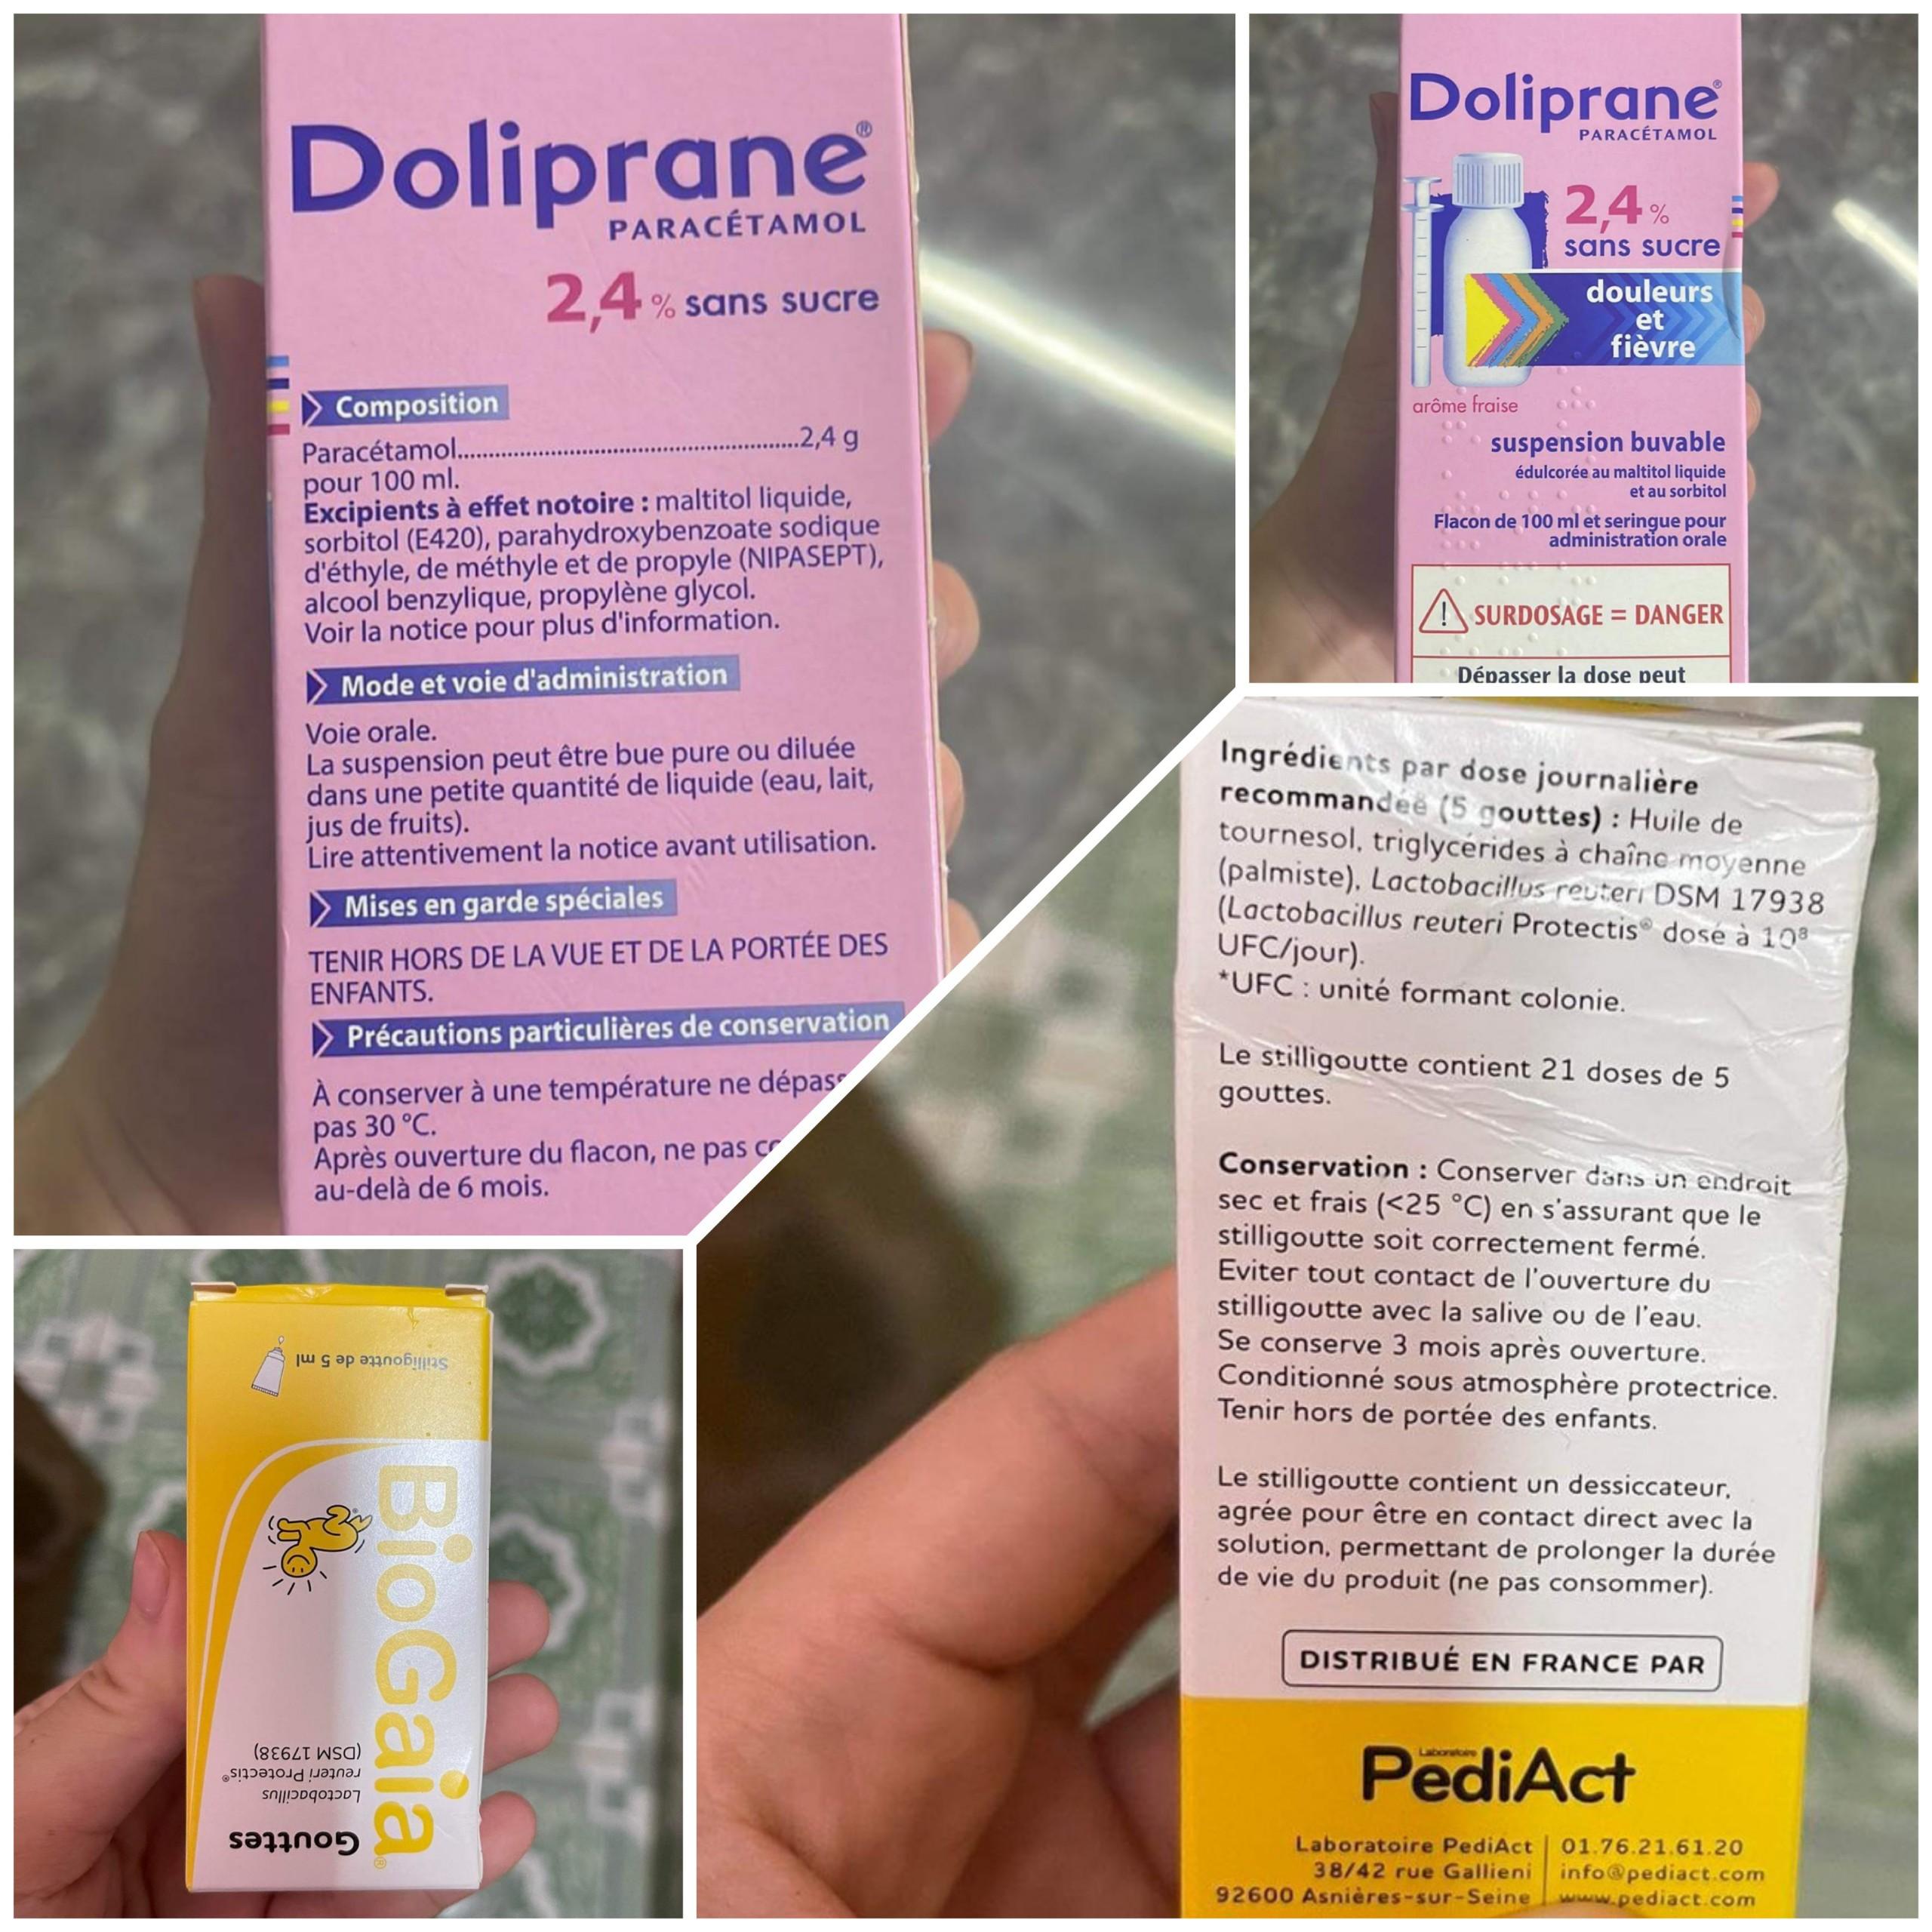 Doliprane®
PARACÉTAMOL
2,4 % sans sucre
Composition
Paracétamol..............................................2,4 g
pour 100 ml.
Excipients à effet notoire : maltitol liquide,
sorbitol (E420), parahydroxybenzoate sodique
d'éthyle, de méthyle et de propyle (NIPASEPT),
alcool benzylique, propylène glycol.
Voir la notice pour plus d'information.
Mode et voie d'administration
Voie orale.
La suspension peut être bue pure ou diluée
dans une petite quantité de liquide (eau, lait,
jus de fruits).
Lire attentivement la notice avant utilisation.
Mises en garde spéciales
TENIR HORS DE LA VUE ET DE LA PORTÉE DES
ENFANTS.
Précautions particulières de conservation
À conserver à une température ne dépass
pas 30 °C.
Après ouverture du flacon, ne pas co
au-delà de 6 mois.
Doliprane®
PARACÉTAMOL
2,4 %
sans sucre
douleurs
et
fièvre
arôme fraise
suspension buvable
édulcorée au maltitol liquide
et au sorbitol
Flacon de 100 ml et seringue pour
administration orale
! SURDOSAGE = DANGER
Dépasser la dose peut
Ingrédients par dose journalière
recommandée (5 gouttes) : Huile de
tournesol, triglycérides à chaîne moyenne
(palmiste), Lactobacillus reuteri DSM 17938
(Lactobacillus reuteri Protectis® dosé à 10⁸
UFC/jour).
*UFC : unité formant colonie.
Le stilligoutte contient 21 doses de 5
gouttes.
Conservation : Conserver dans un endroit
sec et frais (<25 °C) en s'assurant que le
stilligoutte soit correctement fermé.
Eviter tout contact de l'ouverture du
stilligoutte avec la salive ou de l'eau.
Se conserve 3 mois après ouverture.
Conditionné sous atmosphère protectrice.
Tenir hors de portée des enfants.
Le stilligoutte contient un dessiccateur,
agrée pour être en contact direct avec la
solution, permettant de prolonger la durée
de vie du produit (ne pas consommer).
DISTRIBUÉ EN FRANCE PAR
Laboratoire
PediAct
Laboratoire PediAct | 01.76.21.61.20
38/42 rue Gallieni | info@pediact.com
92600 Asnières-sur-Seine | www.pediact.com
BioGaia®
Gouttes
Lactobacillus
reuteri Protectis®
(DSM 17938)
Stilligoutte de 5 ml